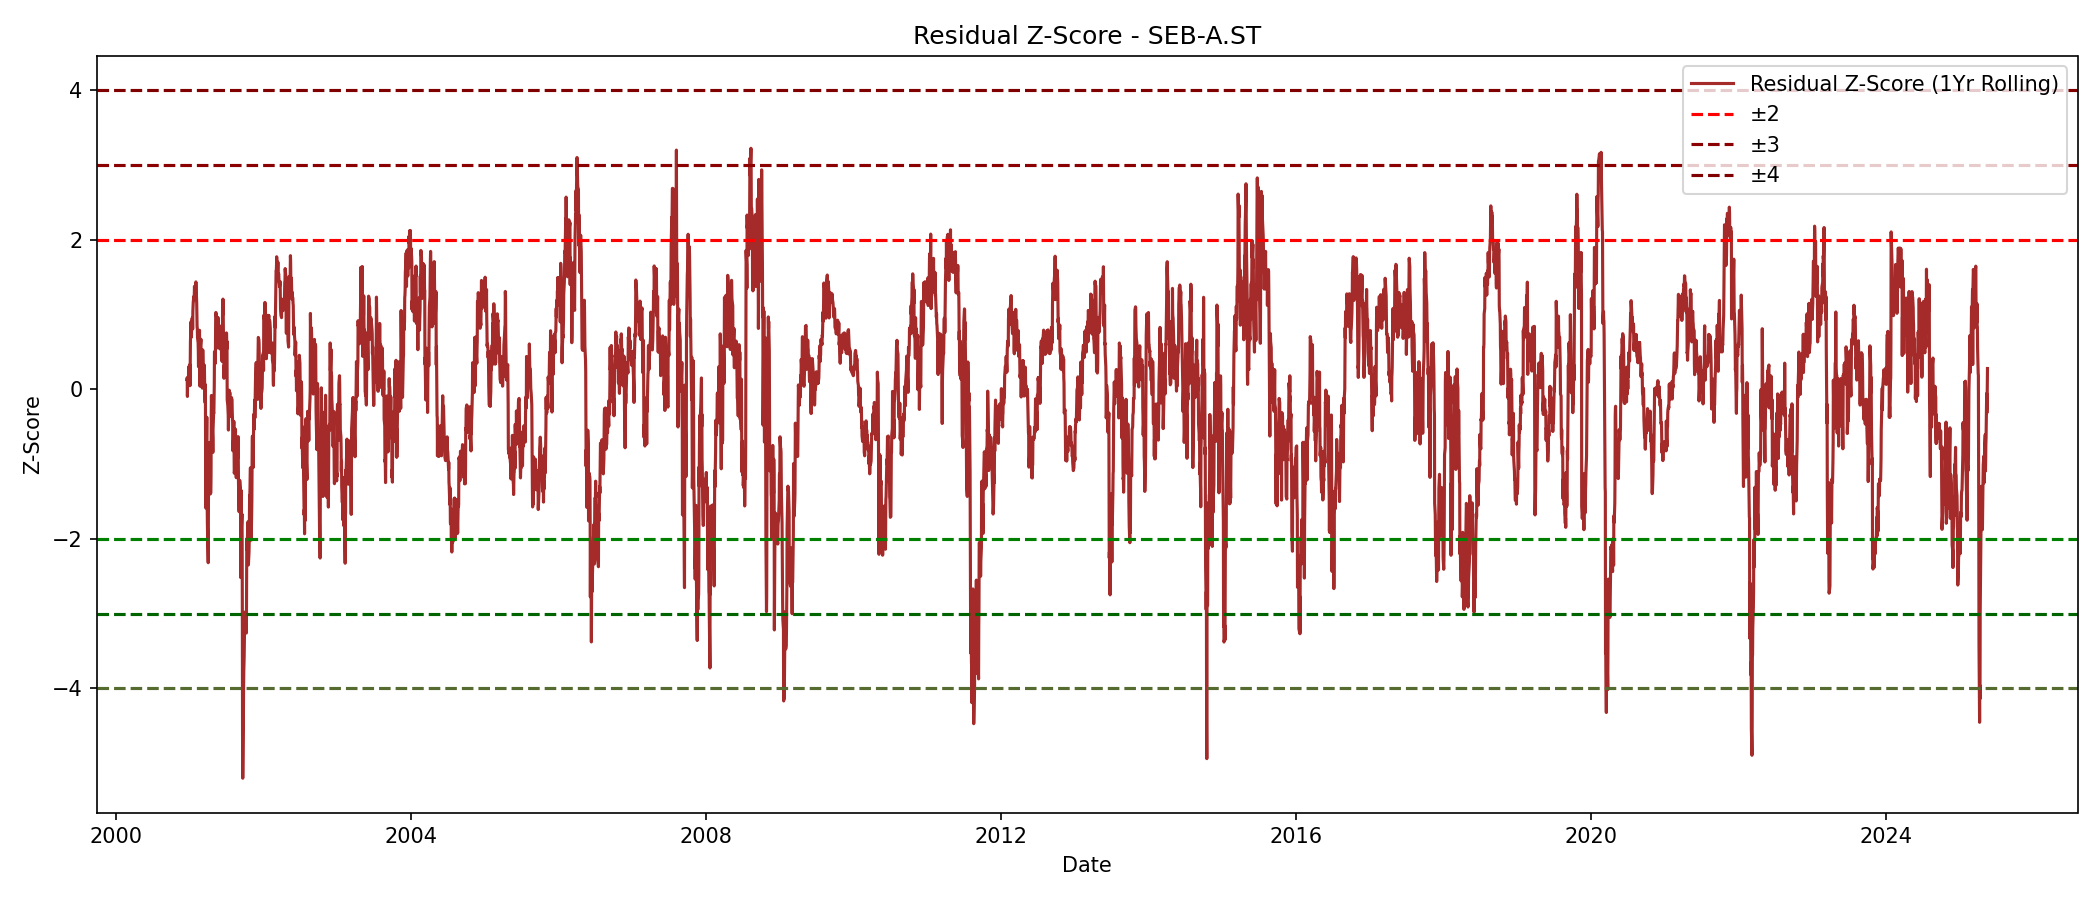 Residual Z-Score - SEB-A.ST
Residual Z-Score (1Yr Rolling)
±2
±3
±4
4
2
0
−2
−4
Z-Score
2000 2004 2008 2012 2016 2020 2024
Date